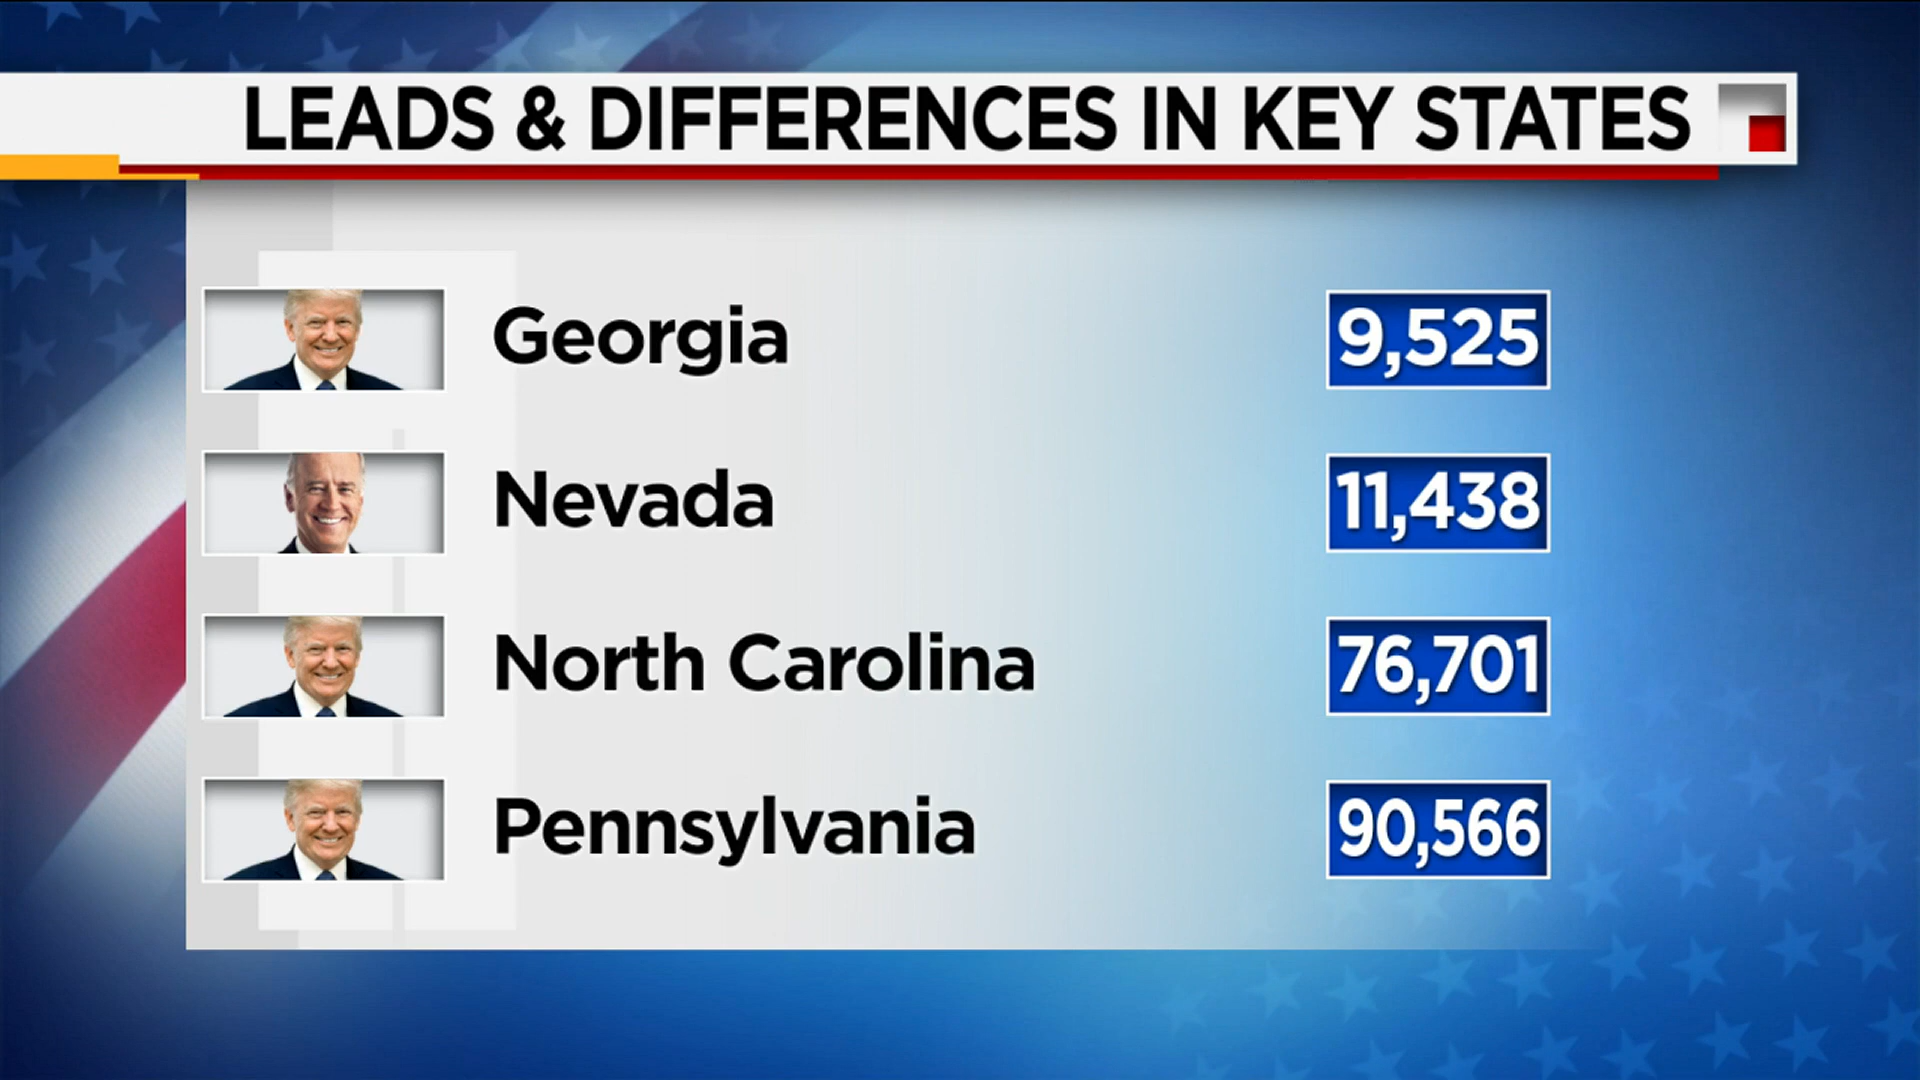 LEADS & DIFFERENCES IN KEY STATES
Georgia 9,525
Nevada 11,438
North Carolina 76,701
Pennsylvania 90,566